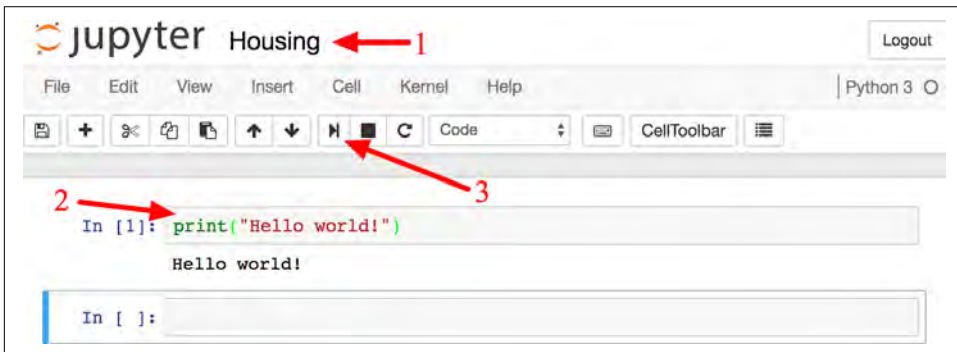 jupyter Housing 1
Logout
File Edit View Insert Cell Kernel Help Python 3
Code CellToolbar
3
2
In [1]: print("Hello world!")
Hello world!
In [ ]: